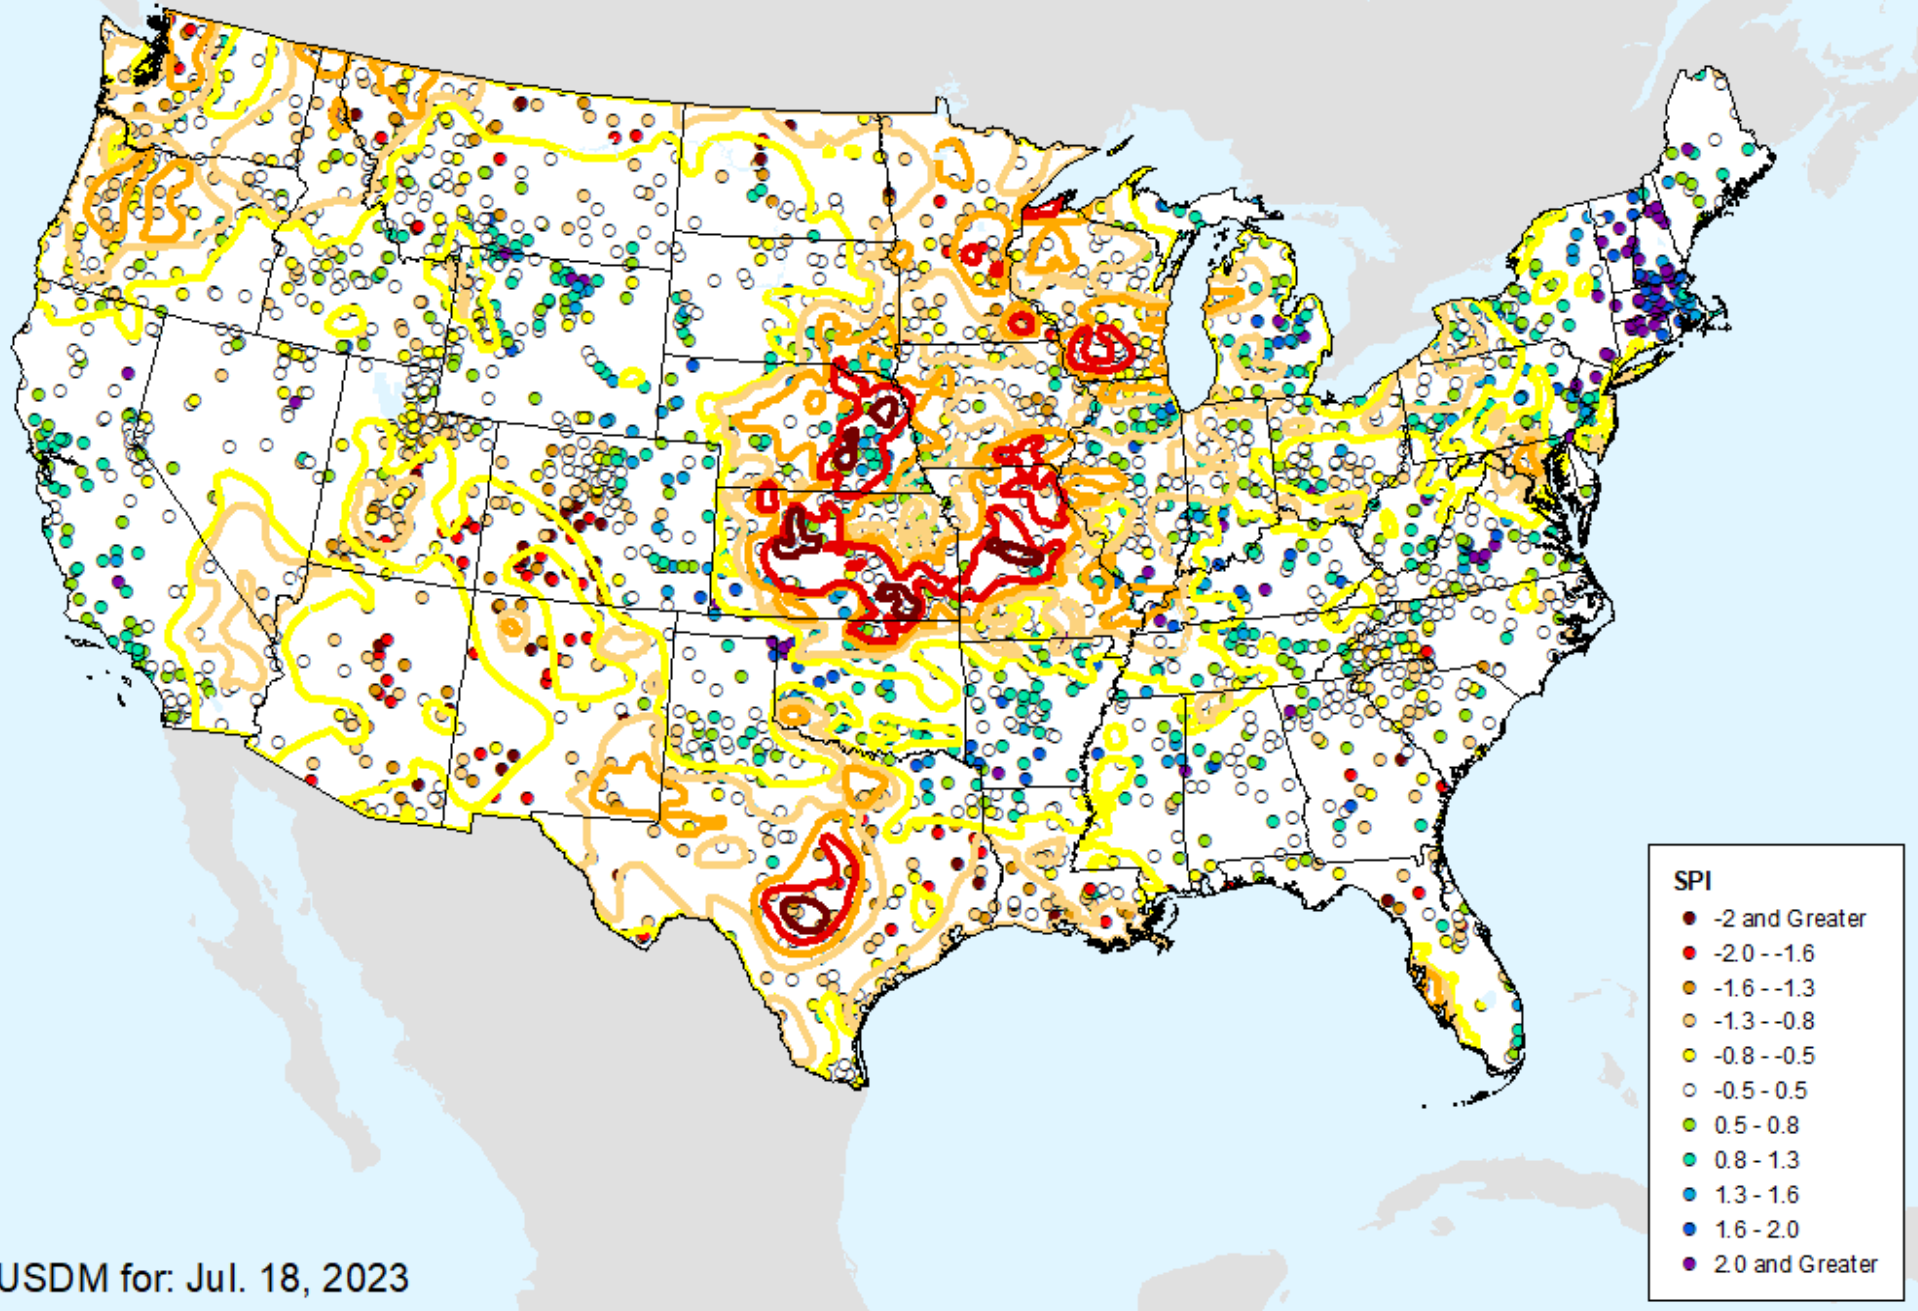 SPI
-2 and Greater
-2.0 - -1.6
-1.6 - -1.3
-1.3 - -0.8
-0.8 - -0.5
-0.5 - 0.5
0.5 - 0.8
0.8 - 1.3
1.3 - 1.6
1.6 - 2.0
2.0 and Greater
USDM for: Jul. 18, 2023